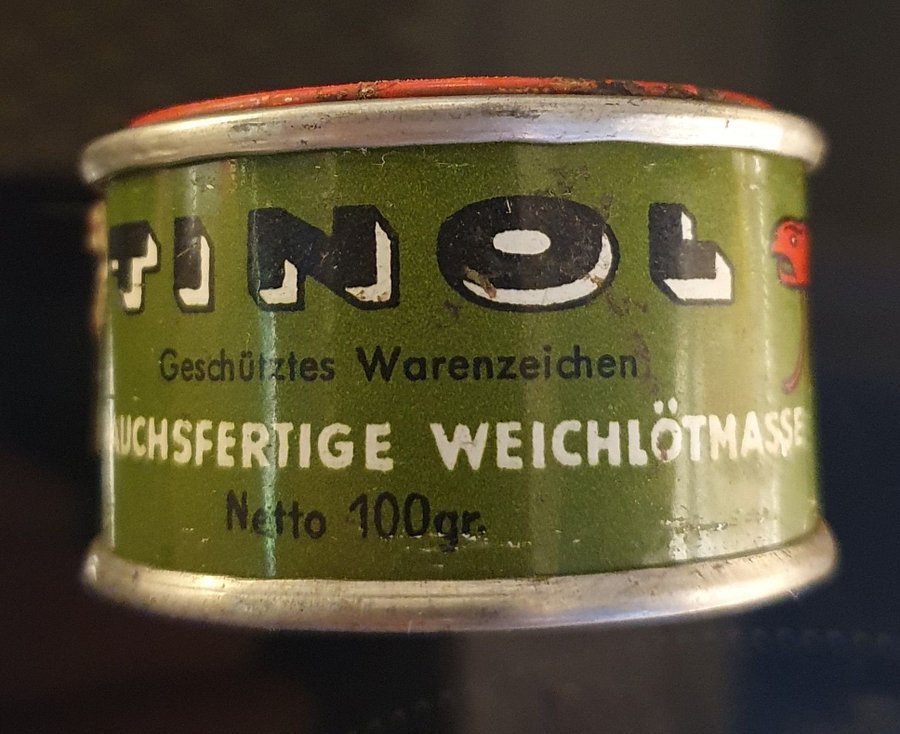 TINOL
Geschütztes Warenzeichen
AUCHSFERTIGE WEICHLÖTMASSE
Netto 100gr.